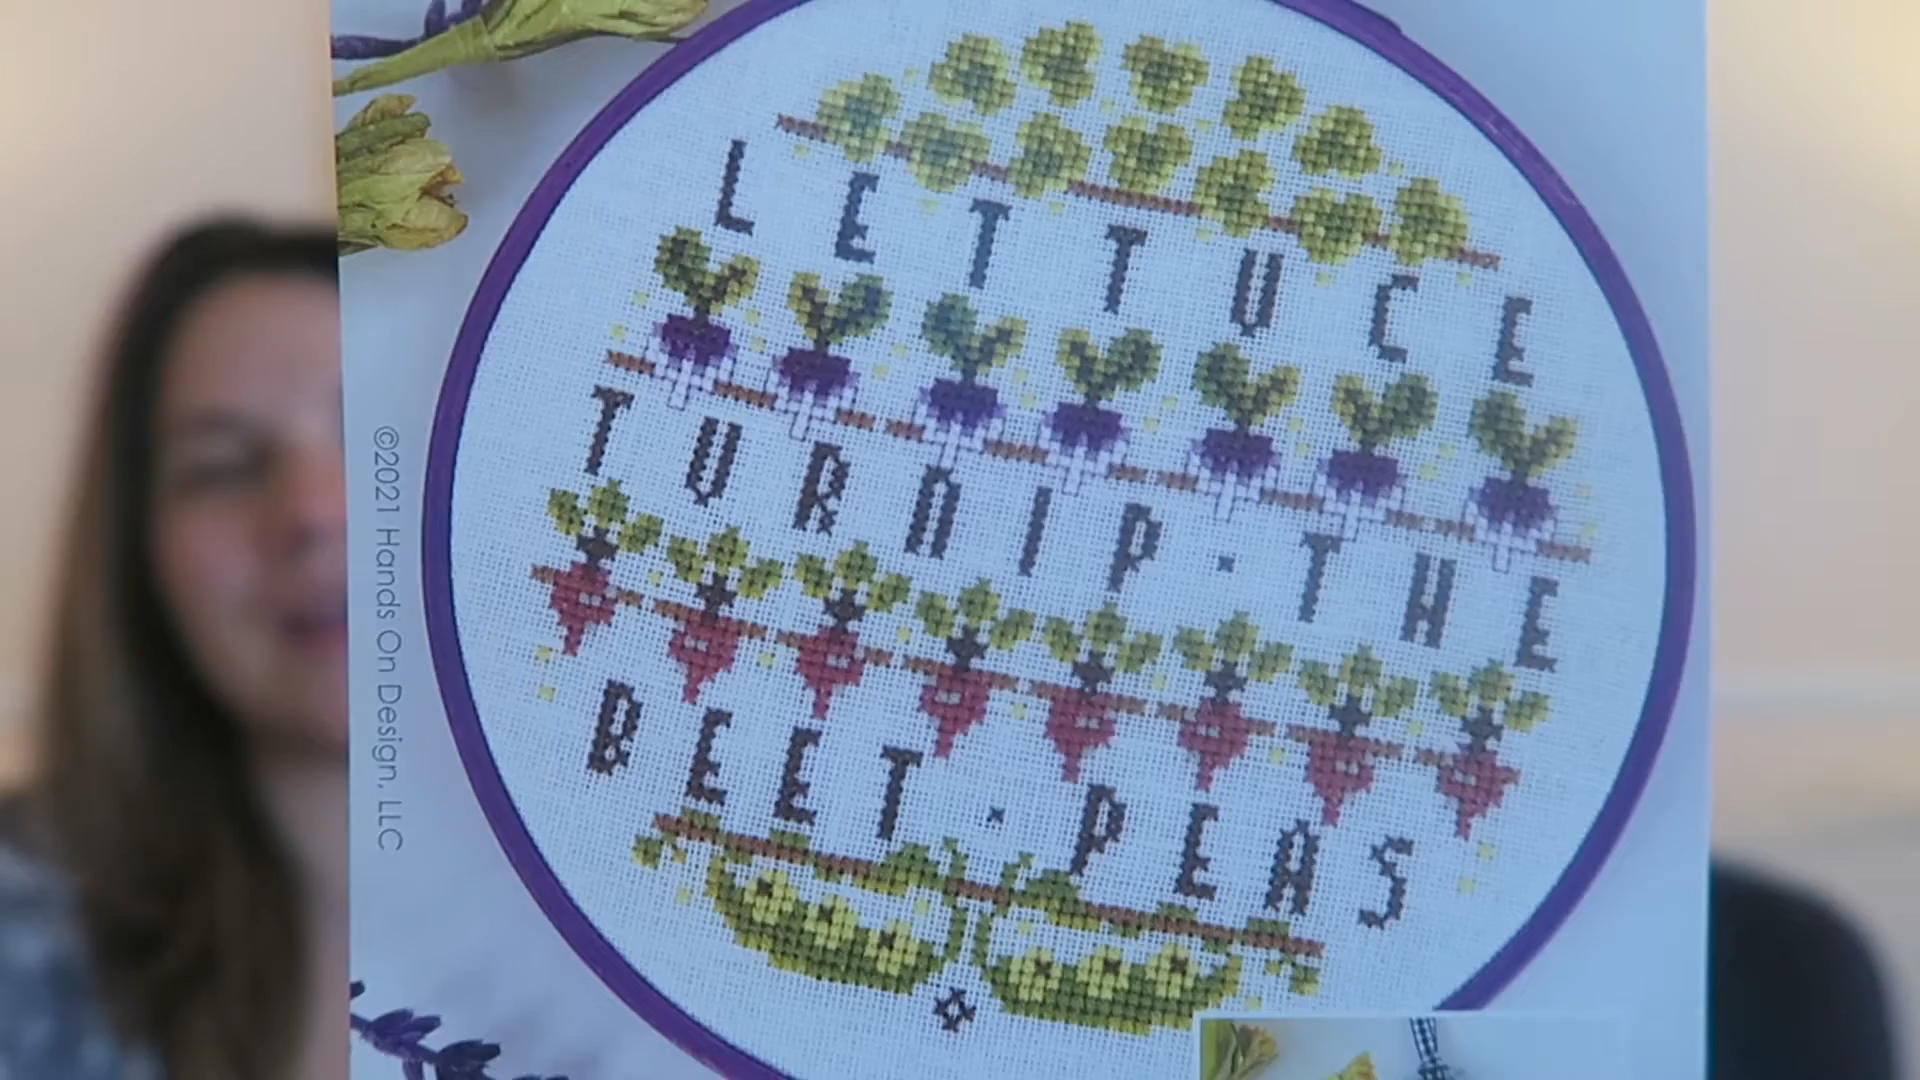 LETTUCE
TURNIP · THE
BEET · PEAS
©2021 Hands On Design, LLC